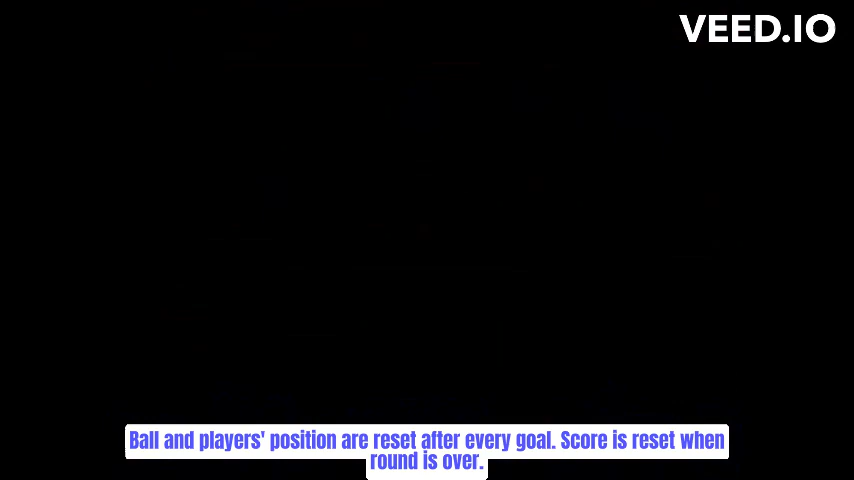 VEED.IO
Ball and players' position are reset after every goal. Score is reset when
round is over.